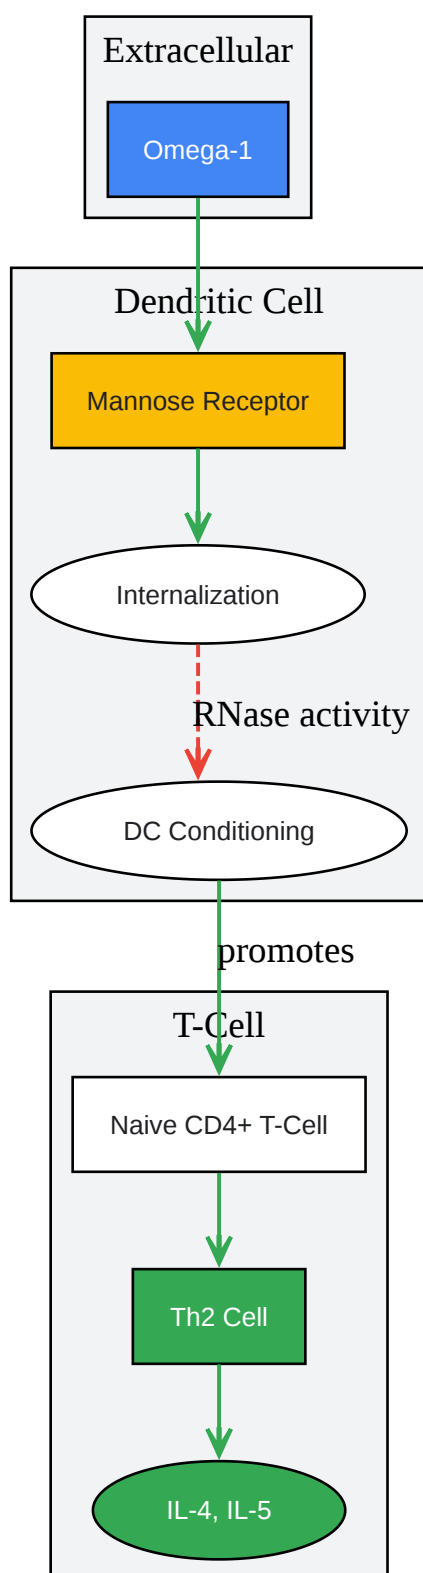 Extracellular
Omega-1
Dendritic Cell
Mannose Receptor
Internalization
RNase activity
DC Conditioning
promotes
T-Cell
Naive CD4+ T-Cell
Th2 Cell
IL-4, IL-5